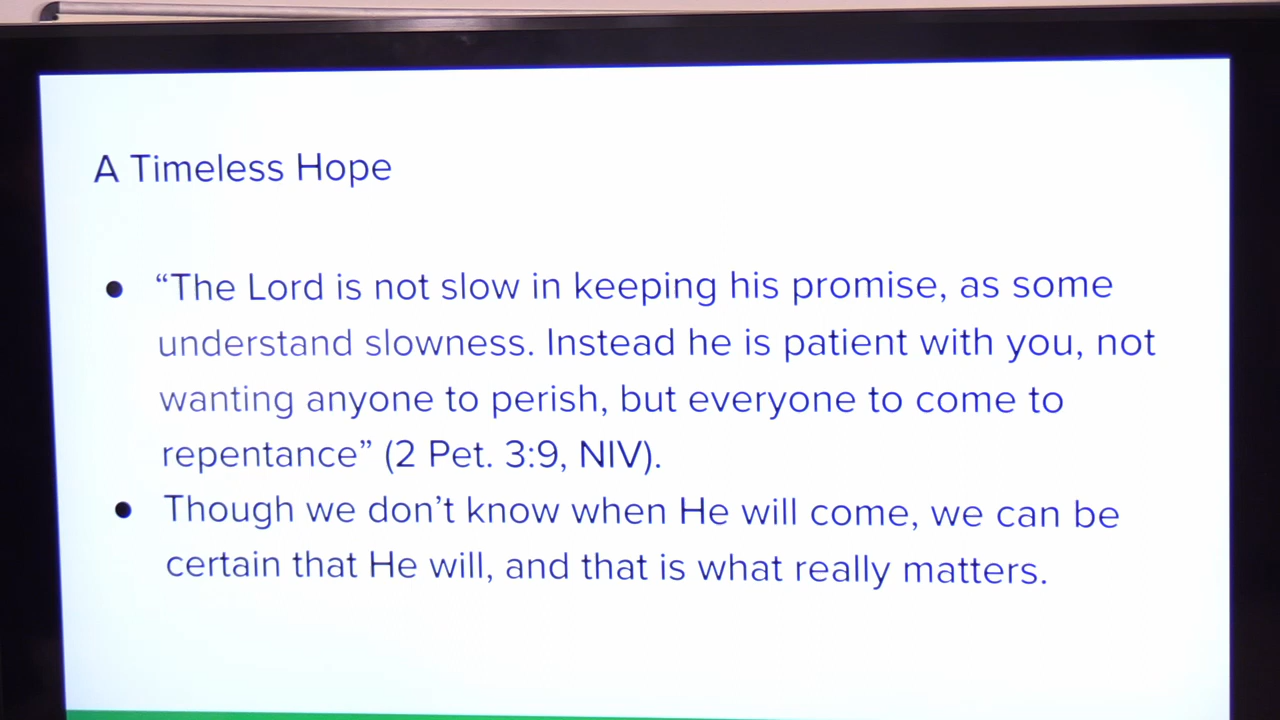 A Timeless Hope
● “The Lord is not slow in keeping his promise, as some
understand slowness. Instead he is patient with you, not
wanting anyone to perish, but everyone to come to
repentance” (2 Pet. 3:9, NIV).
● Though we don’t know when He will come, we can be
certain that He will, and that is what really matters.